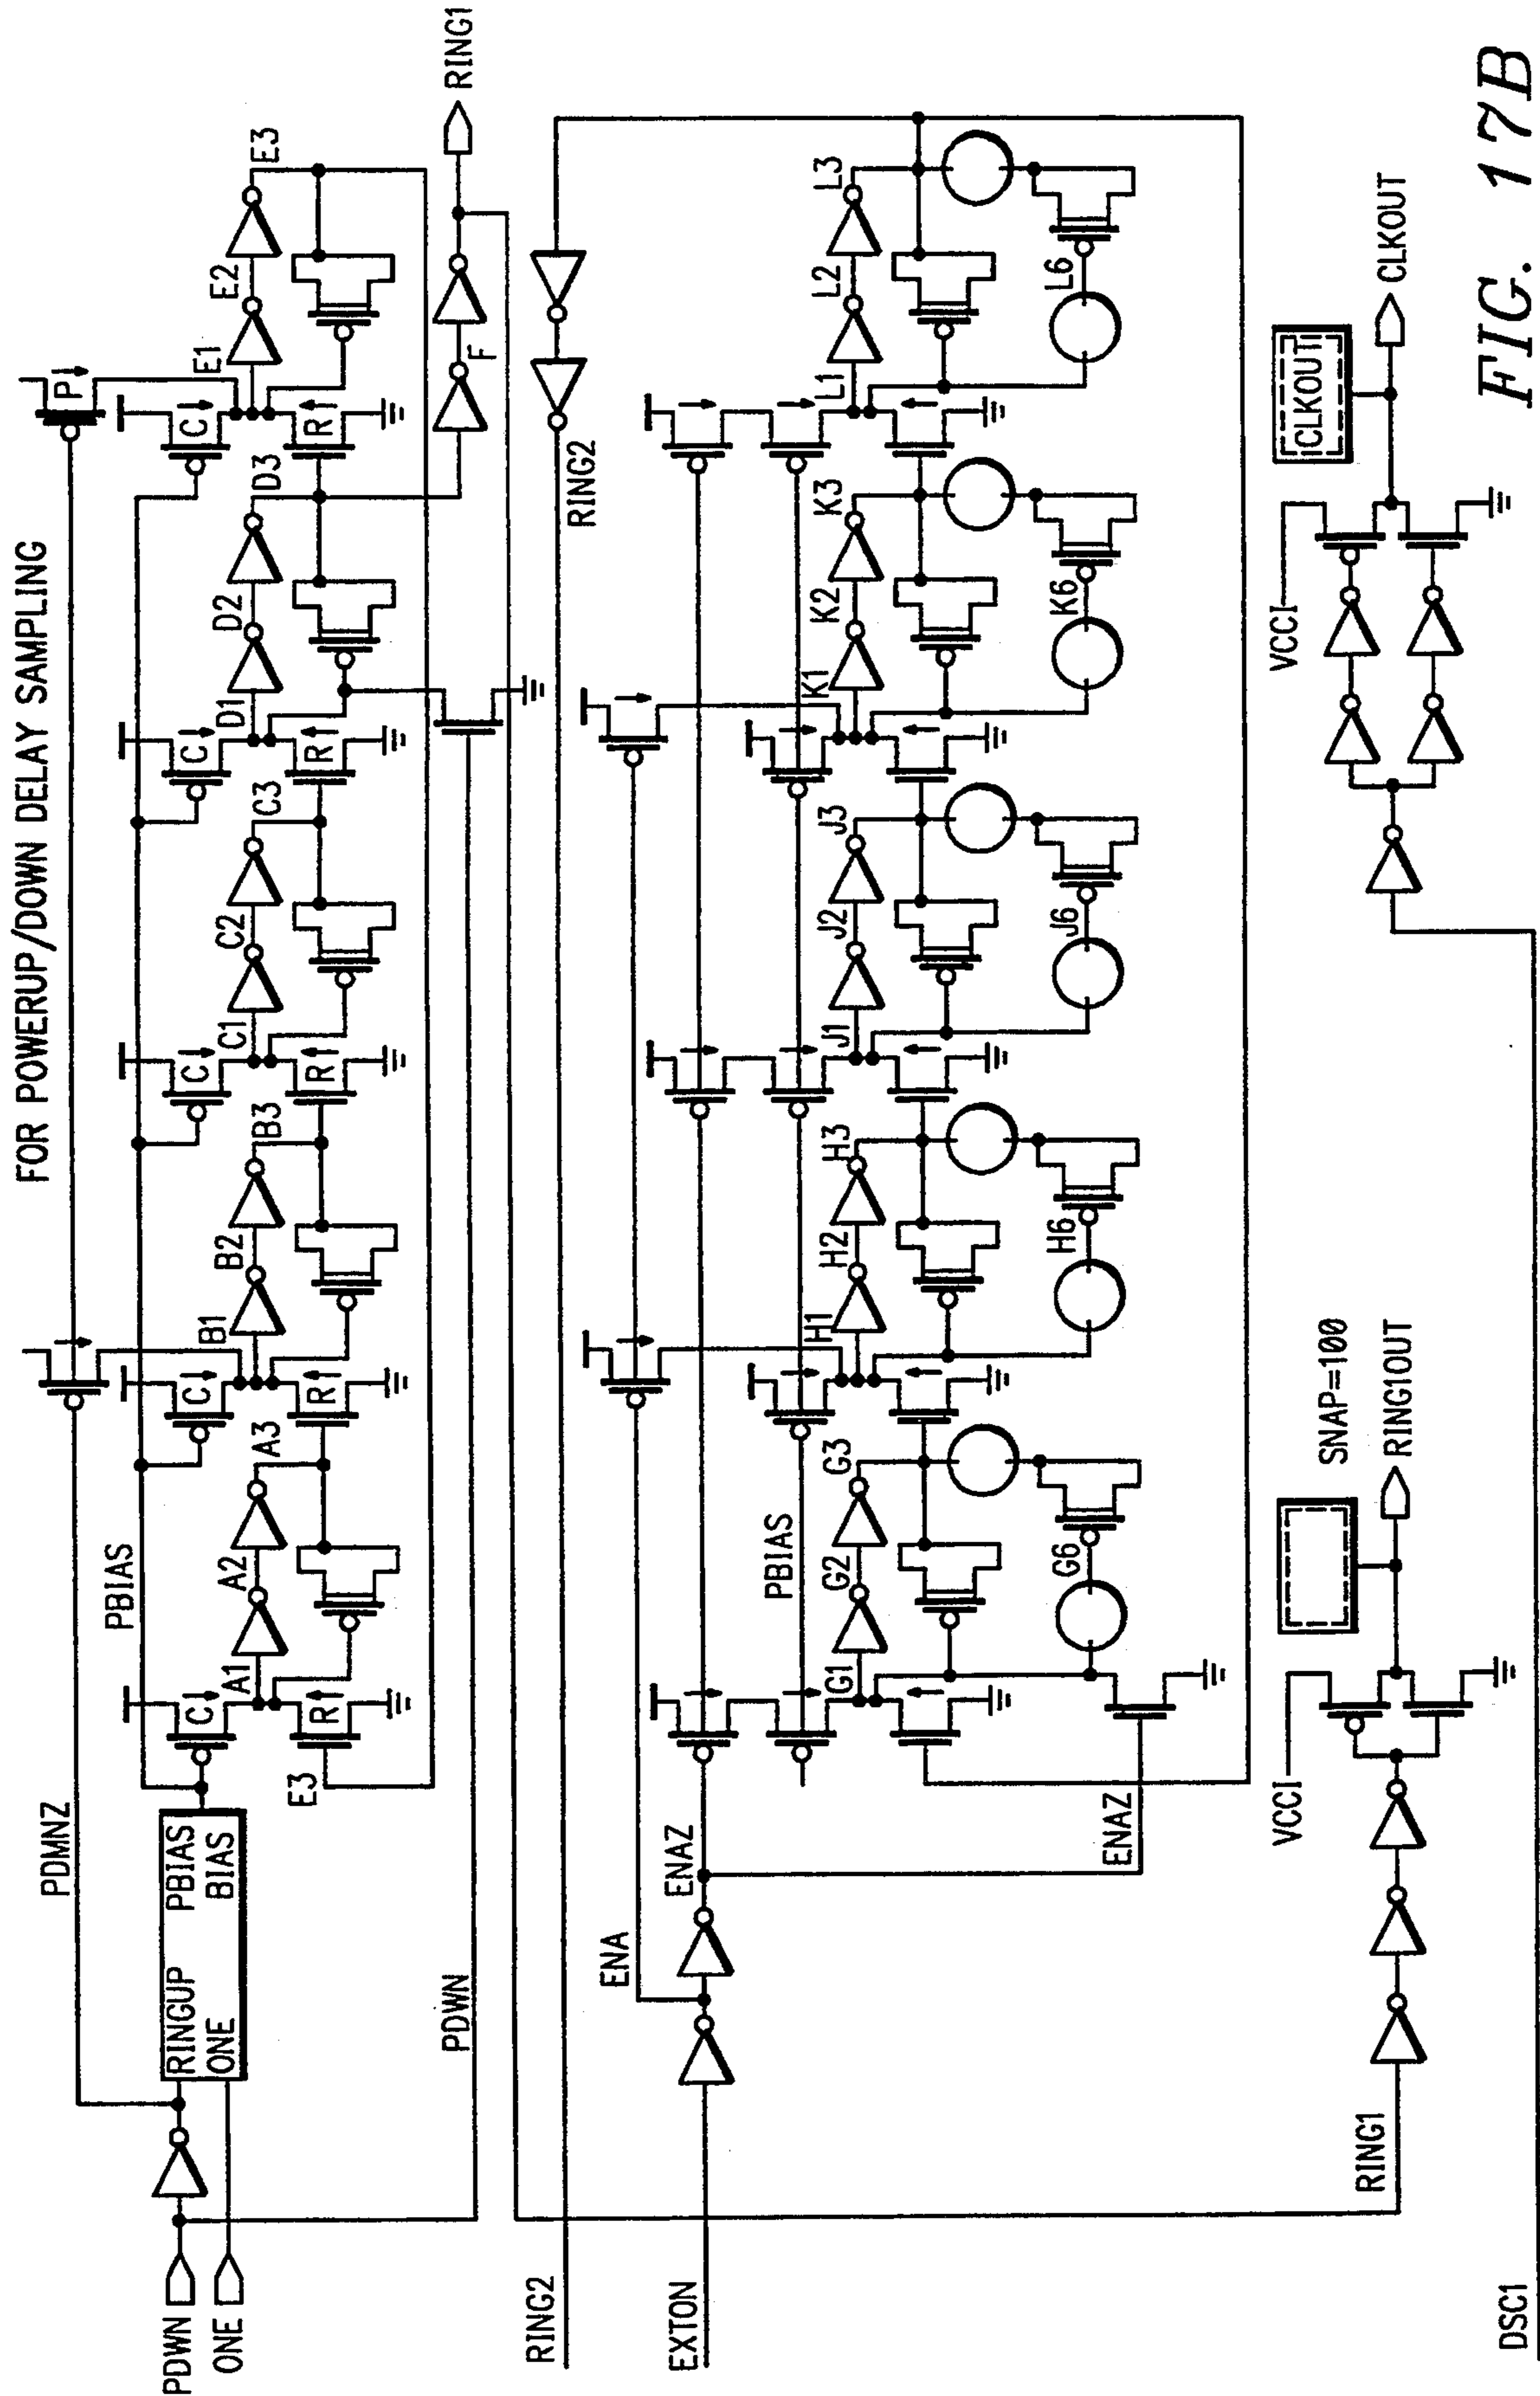 FOR POWERUP/DOWN DELAY SAMPLING
PDMNZ
P
PBIAS
PDWN
ONE
RINGUP PBIAS
ONE BIAS
C
C
C
C
C
A1
A2
A3
B1
B2
B3
C1
C2
C3
D1
D2
D3
E1
E2
E3
R
R
R
R
R
E3
F
RING1
PDWN
RING2
RING2
EXTON
ENA
ENAZ
PBIAS
G1
G2
G3
H1
H2
H3
J1
J2
J3
K1
K2
K3
L1
L2
L3
G6
H6
J6
K6
L6
ENAZ
VCCI
SNAP=100
RING1
RING1OUT
VCCI
CLKOUT
CLKOUT
DSC1
FIG. 17B